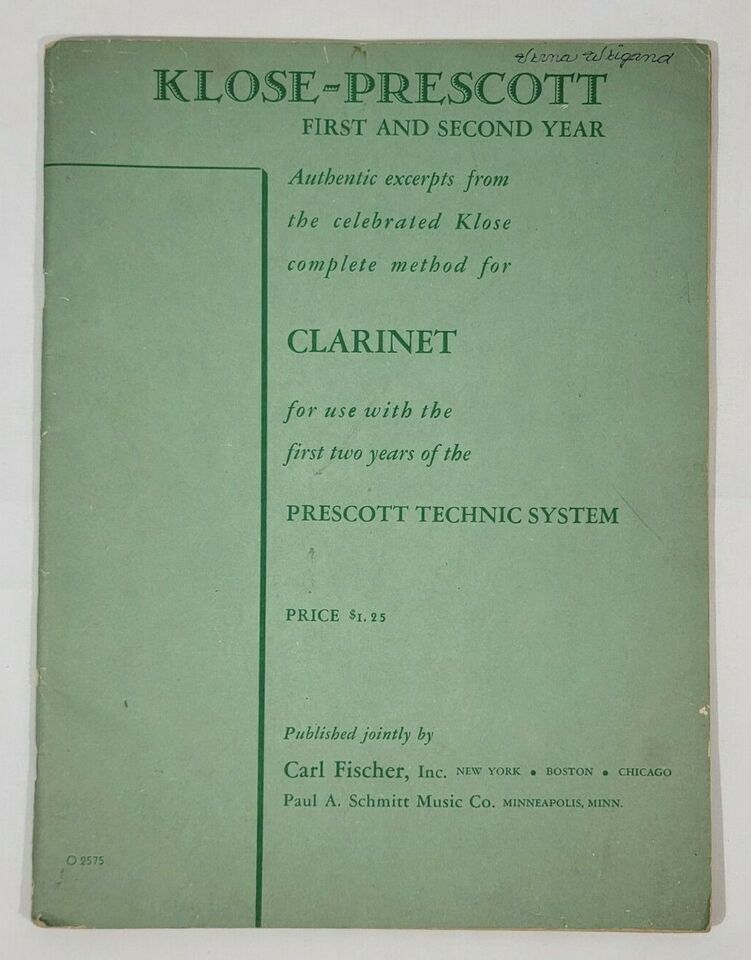 Verna Weigand
KLOSE-PRESCOTT
FIRST AND SECOND YEAR
Authentic excerpts from
the celebrated Klose
complete method for
CLARINET
for use with the
first two years of the
PRESCOTT TECHNIC SYSTEM
PRICE $1.25
Published jointly by
Carl Fischer, Inc. NEW YORK • BOSTON • CHICAGO
Paul A. Schmitt Music Co. MINNEAPOLIS, MINN.
O 2575